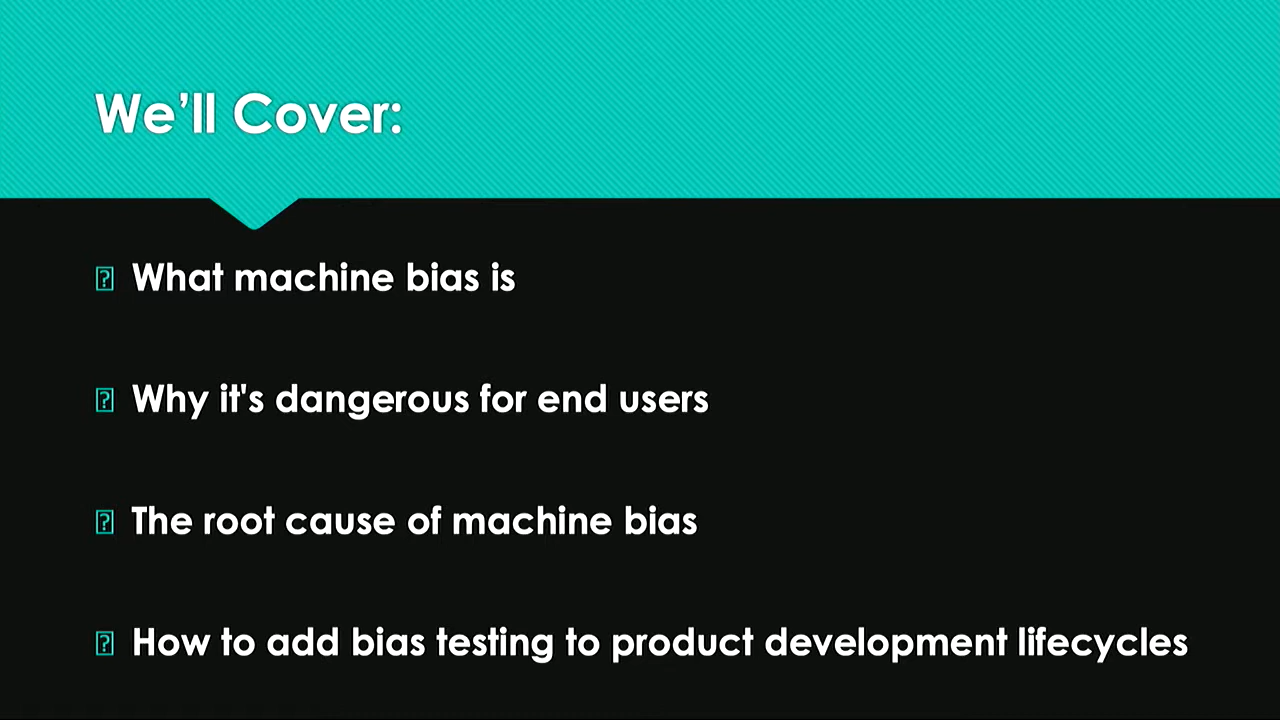 We’ll Cover:
What machine bias is
Why it's dangerous for end users
The root cause of machine bias
How to add bias testing to product development lifecycles